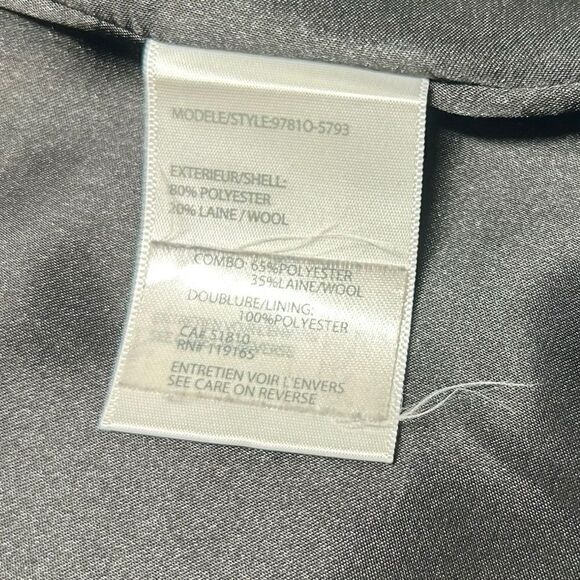 MODELE/STYLE:9781O-5793
EXTERIEUR/SHELL:
80% POLYESTER
20% LAINE / WOOL
COMBO: 65%POLYESTER
35%LAINE/WOOL
DOUBLURE/LINING:
100%POLYESTER
CA# 51810
RN# 119165
ENTRETIEN VOIR L'ENVERS
SEE CARE ON REVERSE